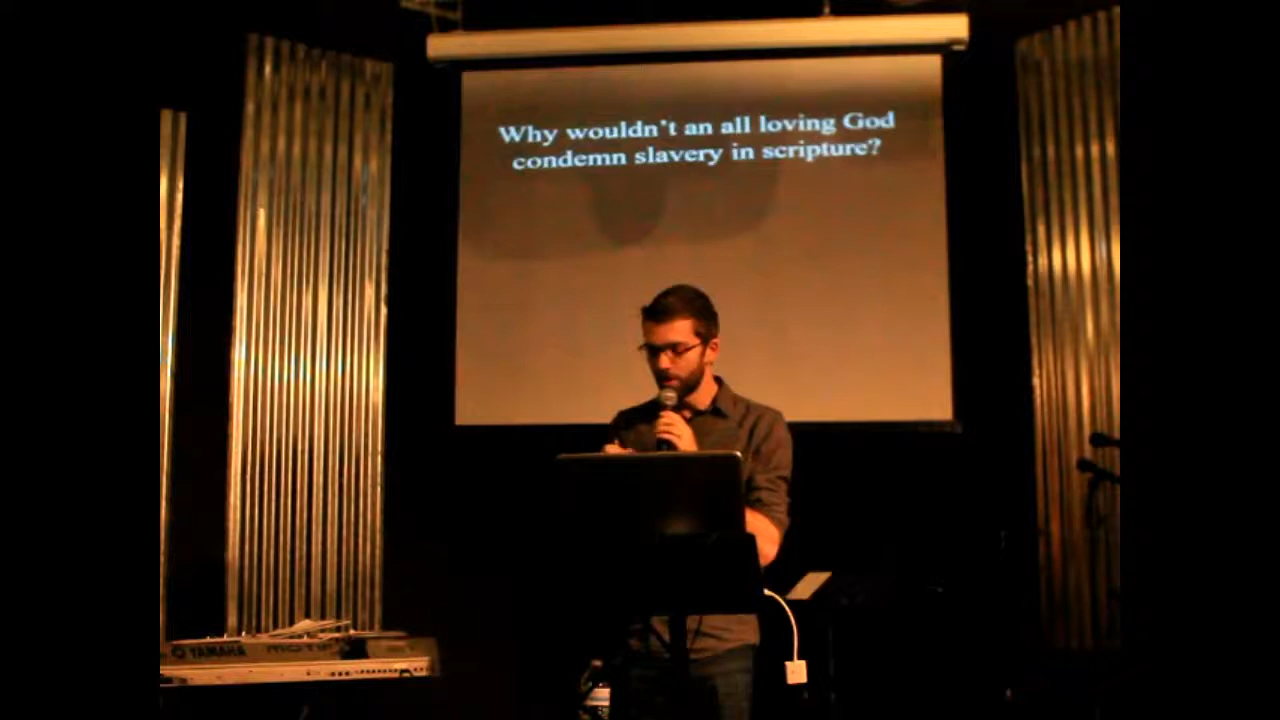 Why wouldn't an all loving God
condemn slavery in scripture?
YAMAHA